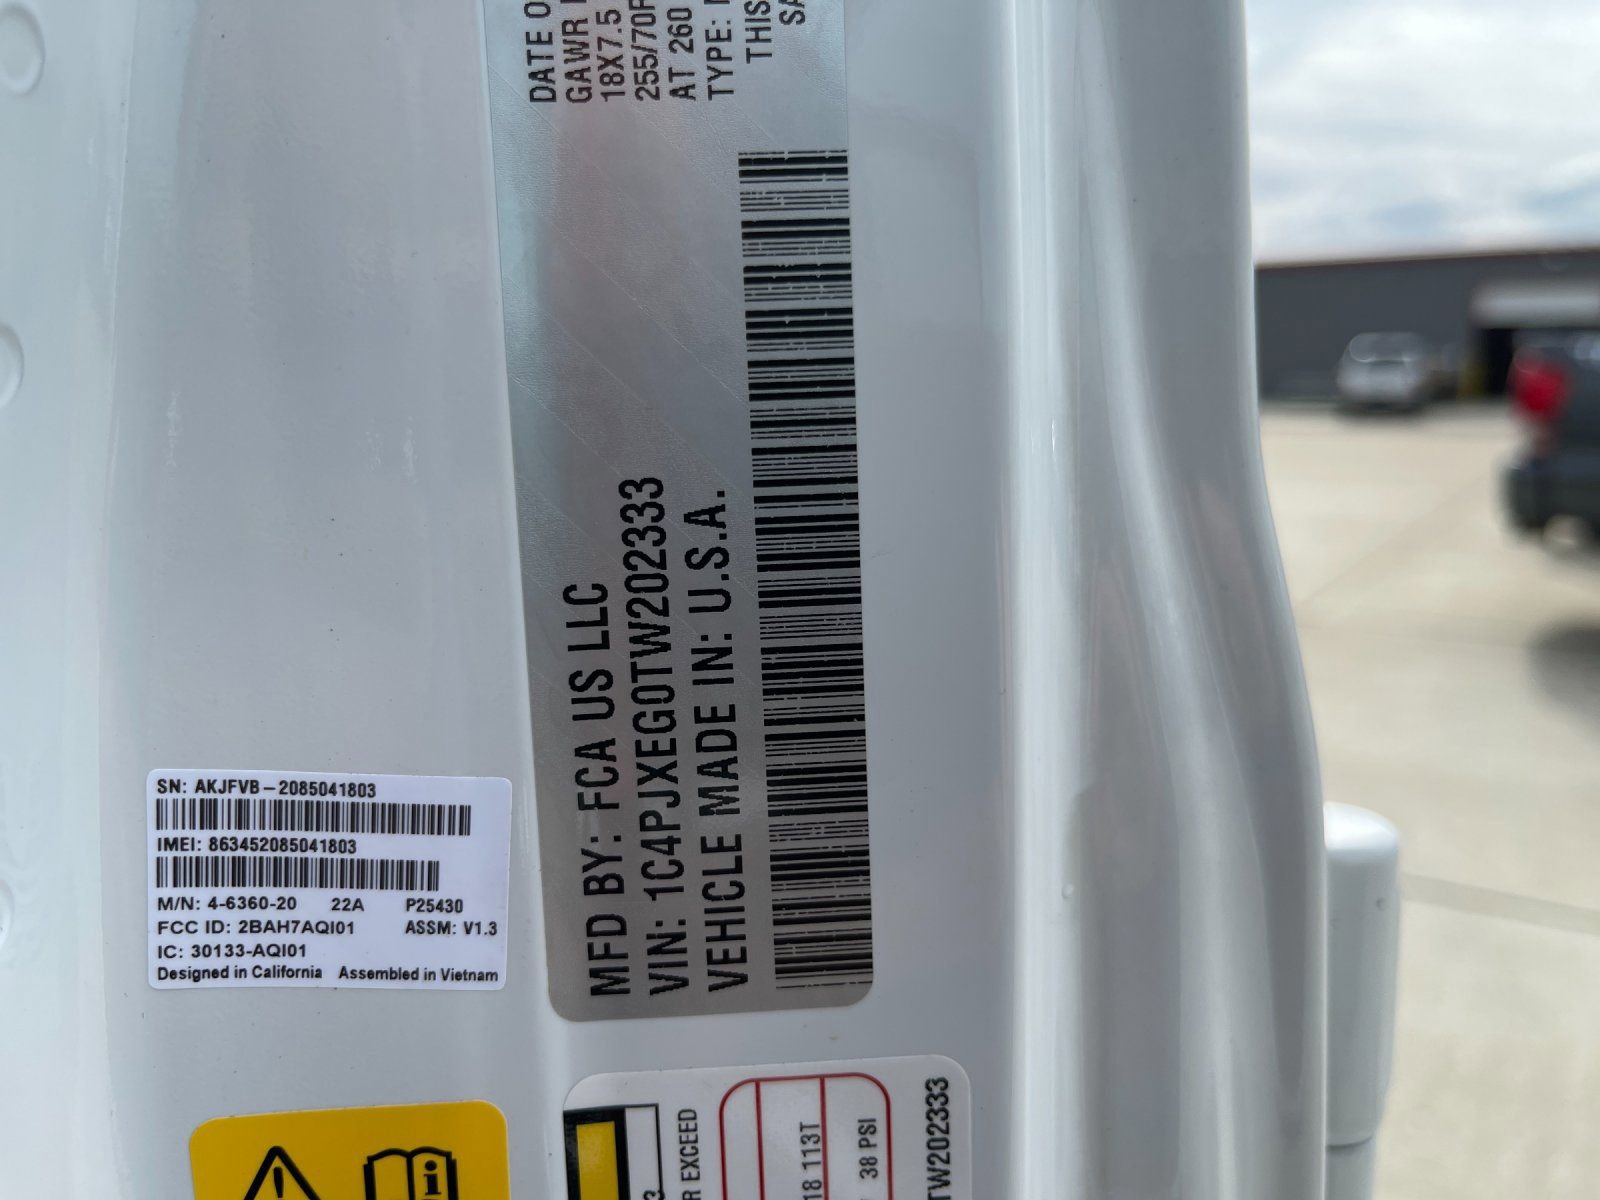 DATE O
GAWR
18X7.5
255/70R
AT 260
TYPE:
THIS
SA
MFD BY: FCA US LLC
VIN: 1C4PJXEG0TW202333
VEHICLE MADE IN: U.S.A.
SN: AKJFVB-2085041803
IMEI: 863452085041803
M/N: 4-6360-20 22A P25430
FCC ID: 2BAH7AQI01 ASSM: V1.3
IC: 30133-AQI01
Designed in California Assembled in Vietnam
R EXCEED
18 113T
38 PSI
TW202333